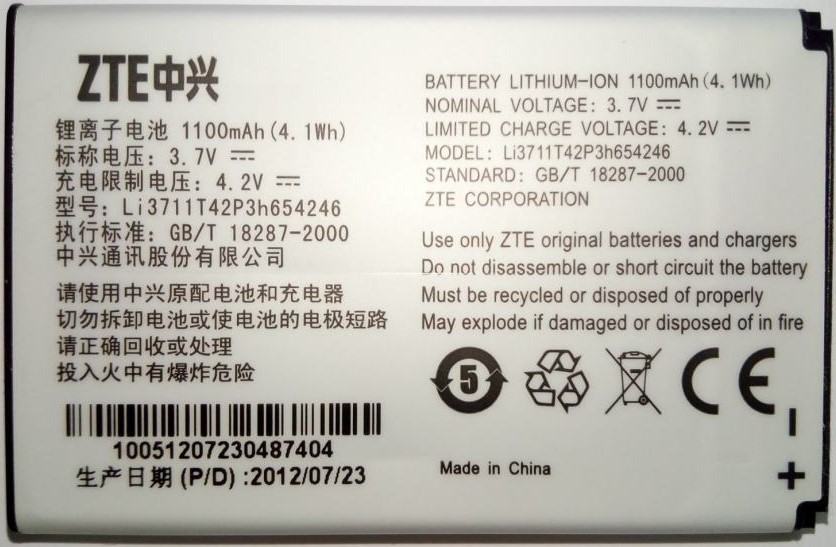 ZTE中兴
锂离子电池 1100mAh(4.1Wh)
标称电压: 3.7V
充电限制电压: 4.2V
型号: Li3711T42P3h654246
执行标准: GB/T 18287-2000
中兴通讯股份有限公司
请使用中兴原配电池和充电器
切勿拆卸电池或使电池的电极短路
请正确回收或处理
投入火中有爆炸危险
10051207230487404
生产日期 (P/D) :2012/07/23
BATTERY LITHIUM-ION 1100mAh(4.1Wh)
NOMINAL VOLTAGE: 3.7V
LIMITED CHARGE VOLTAGE: 4.2V
MODEL: Li3711T42P3h654246
STANDARD: GB/T 18287-2000
ZTE CORPORATION
Use only ZTE original batteries and chargers
Do not disassemble or short circuit the battery
Must be recycled or disposed of properly
May explode if damaged or disposed of in fire
5
CE
Made in China